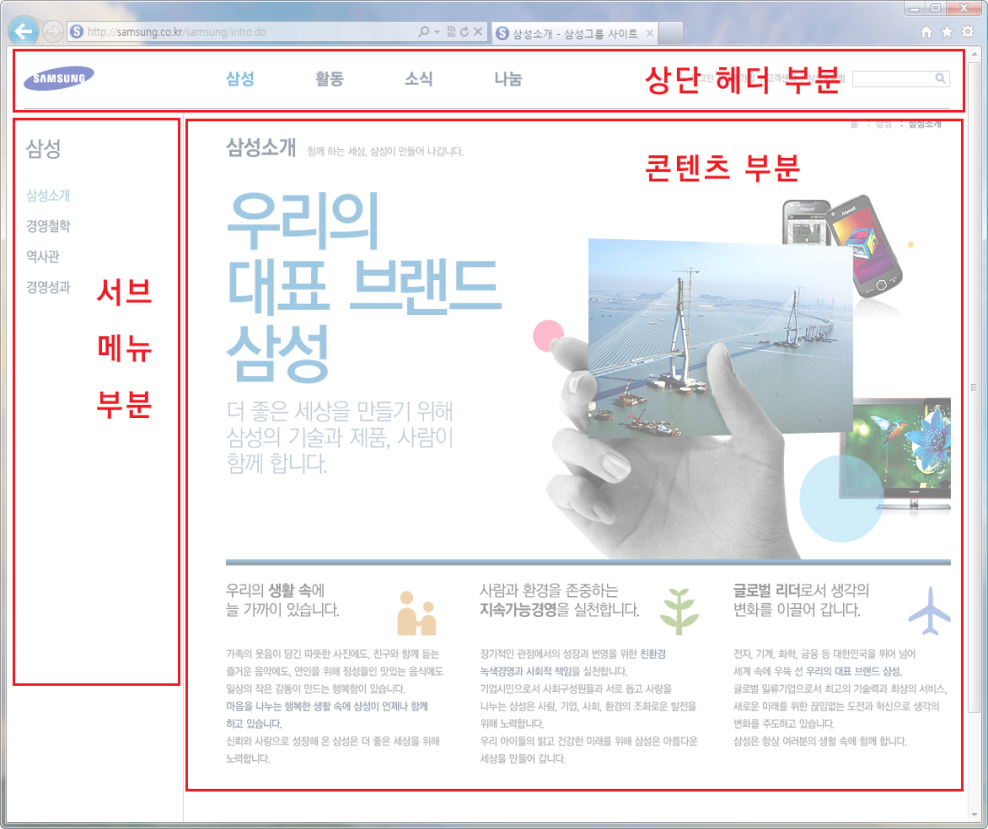 http://samsung.co.kr/samsung/intro.do
삼성소개 - 삼성그룹 사이트
SAMSUNG
삼성 활동 소식 나눔
상단 헤더 부분
홈 : 삼성 : 삼성소개
삼성
삼성소개
경영철학
역사관
경영성과
서브
메뉴
부분
삼성소개 함께 하는 세상, 삼성이 만들어 나갑니다.
콘텐츠 부분
우리의
대표 브랜드
삼성
더 좋은 세상을 만들기 위해
삼성의 기술과 제품, 사람이
함께 합니다.
Anycall
Anycall
우리의 생활 속에
늘 가까이 있습니다.
가족의 웃음이 담긴 따뜻한 사진에도, 친구와 함께 듣는
즐거운 음악에도, 연인을 위해 정성들인 맛있는 음식에도
일상의 작은 감동이 만드는 행복함이 있습니다.
마음을 나누는 행복한 생활 속에 삼성이 언제나 함께
하고 있습니다.
신뢰와 사랑으로 성장해 온 삼성은 더 좋은 세상을 위해
노력합니다.
사람과 환경을 존중하는
지속가능경영을 실천합니다.
장기적인 관점에서의 성장과 번영을 위한 친환경
녹색경영과 사회적 책임을 실천합니다.
기업시민으로서 사회구성원들과 서로 돕고 사랑을
나누는 삼성은 사람, 기업, 사회, 환경의 조화로운 발전을
위해 노력합니다.
우리 아이들의 밝고 건강한 미래를 위해 삼성은 아름다운
세상을 만들어 갑니다.
글로벌 리더로서 생각의
변화를 이끌어 갑니다.
전자, 기계, 화학, 금융 등 대한민국을 뛰어 넘어
세계 속에 우뚝 선 우리의 대표 브랜드 삼성.
글로벌 일류기업으로서 최고의 기술력과 최상의 서비스,
새로운 미래를 위한 끊임없는 도전과 혁신으로 생각의
변화를 주도하고 있습니다.
삼성은 항상 여러분의 생활 속에 함께 합니다.